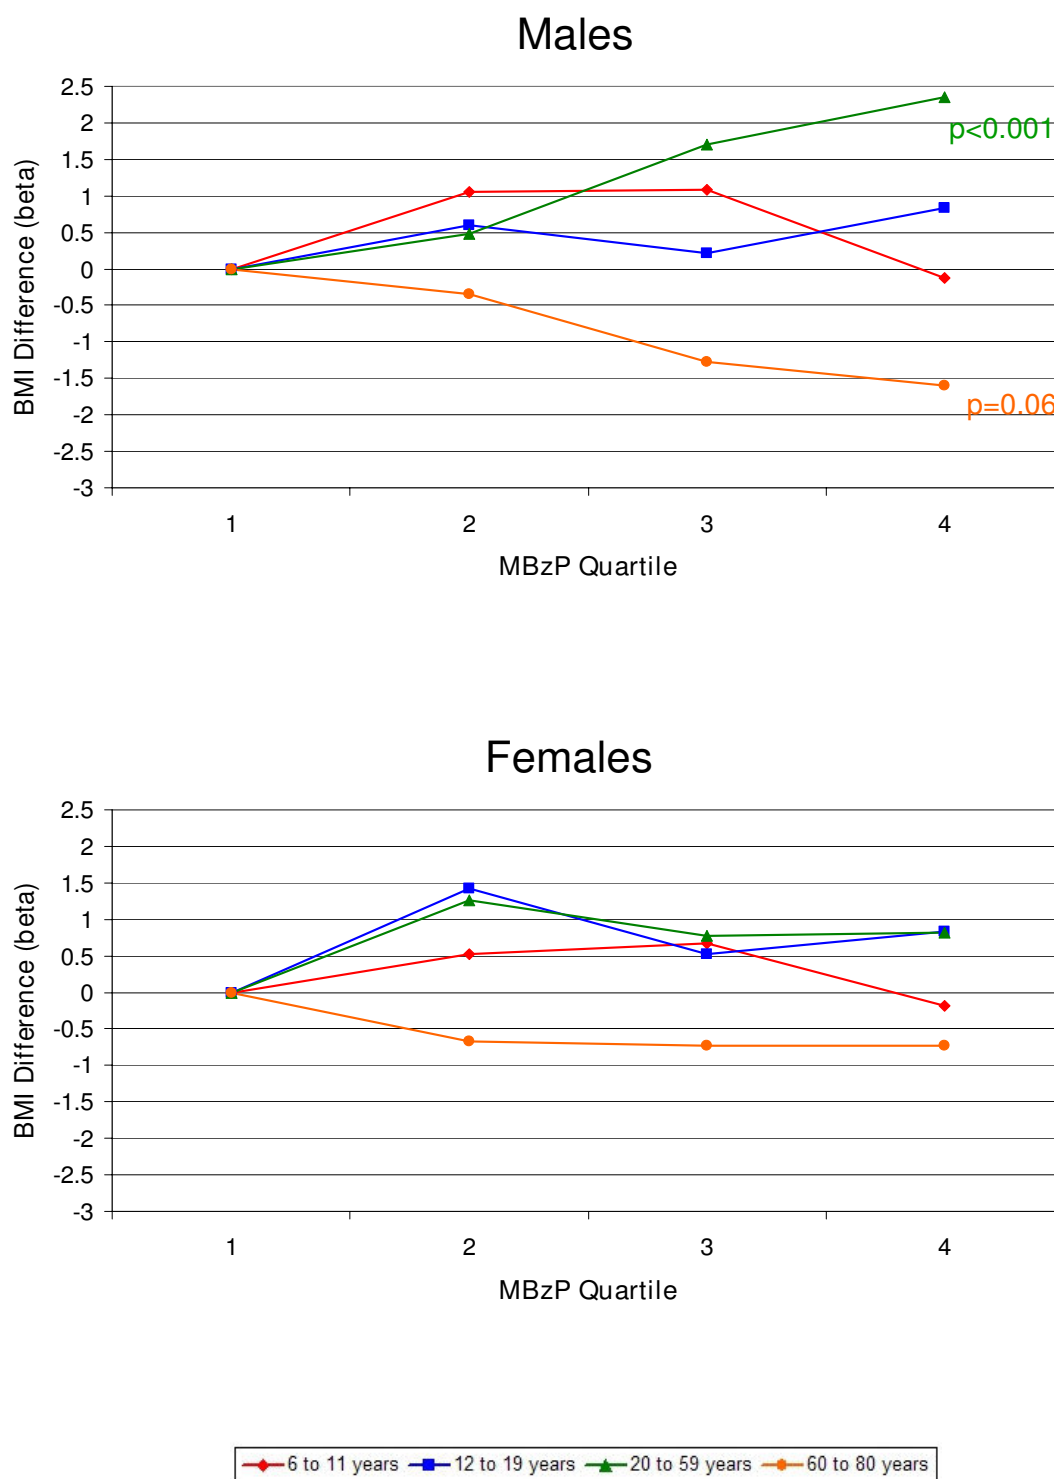 Males
2.5
2
1.5
1
0.5
0
-0.5
-1
-1.5
-2
-2.5
-3
BMI Difference (beta)
p<0.001
p=0.06
1 2 3 4
MBzP Quartile
Females
2.5
2
1.5
1
0.5
0
-0.5
-1
-1.5
-2
-2.5
-3
BMI Difference (beta)
1 2 3 4
MBzP Quartile
6 to 11 years 12 to 19 years 20 to 59 years 60 to 80 years